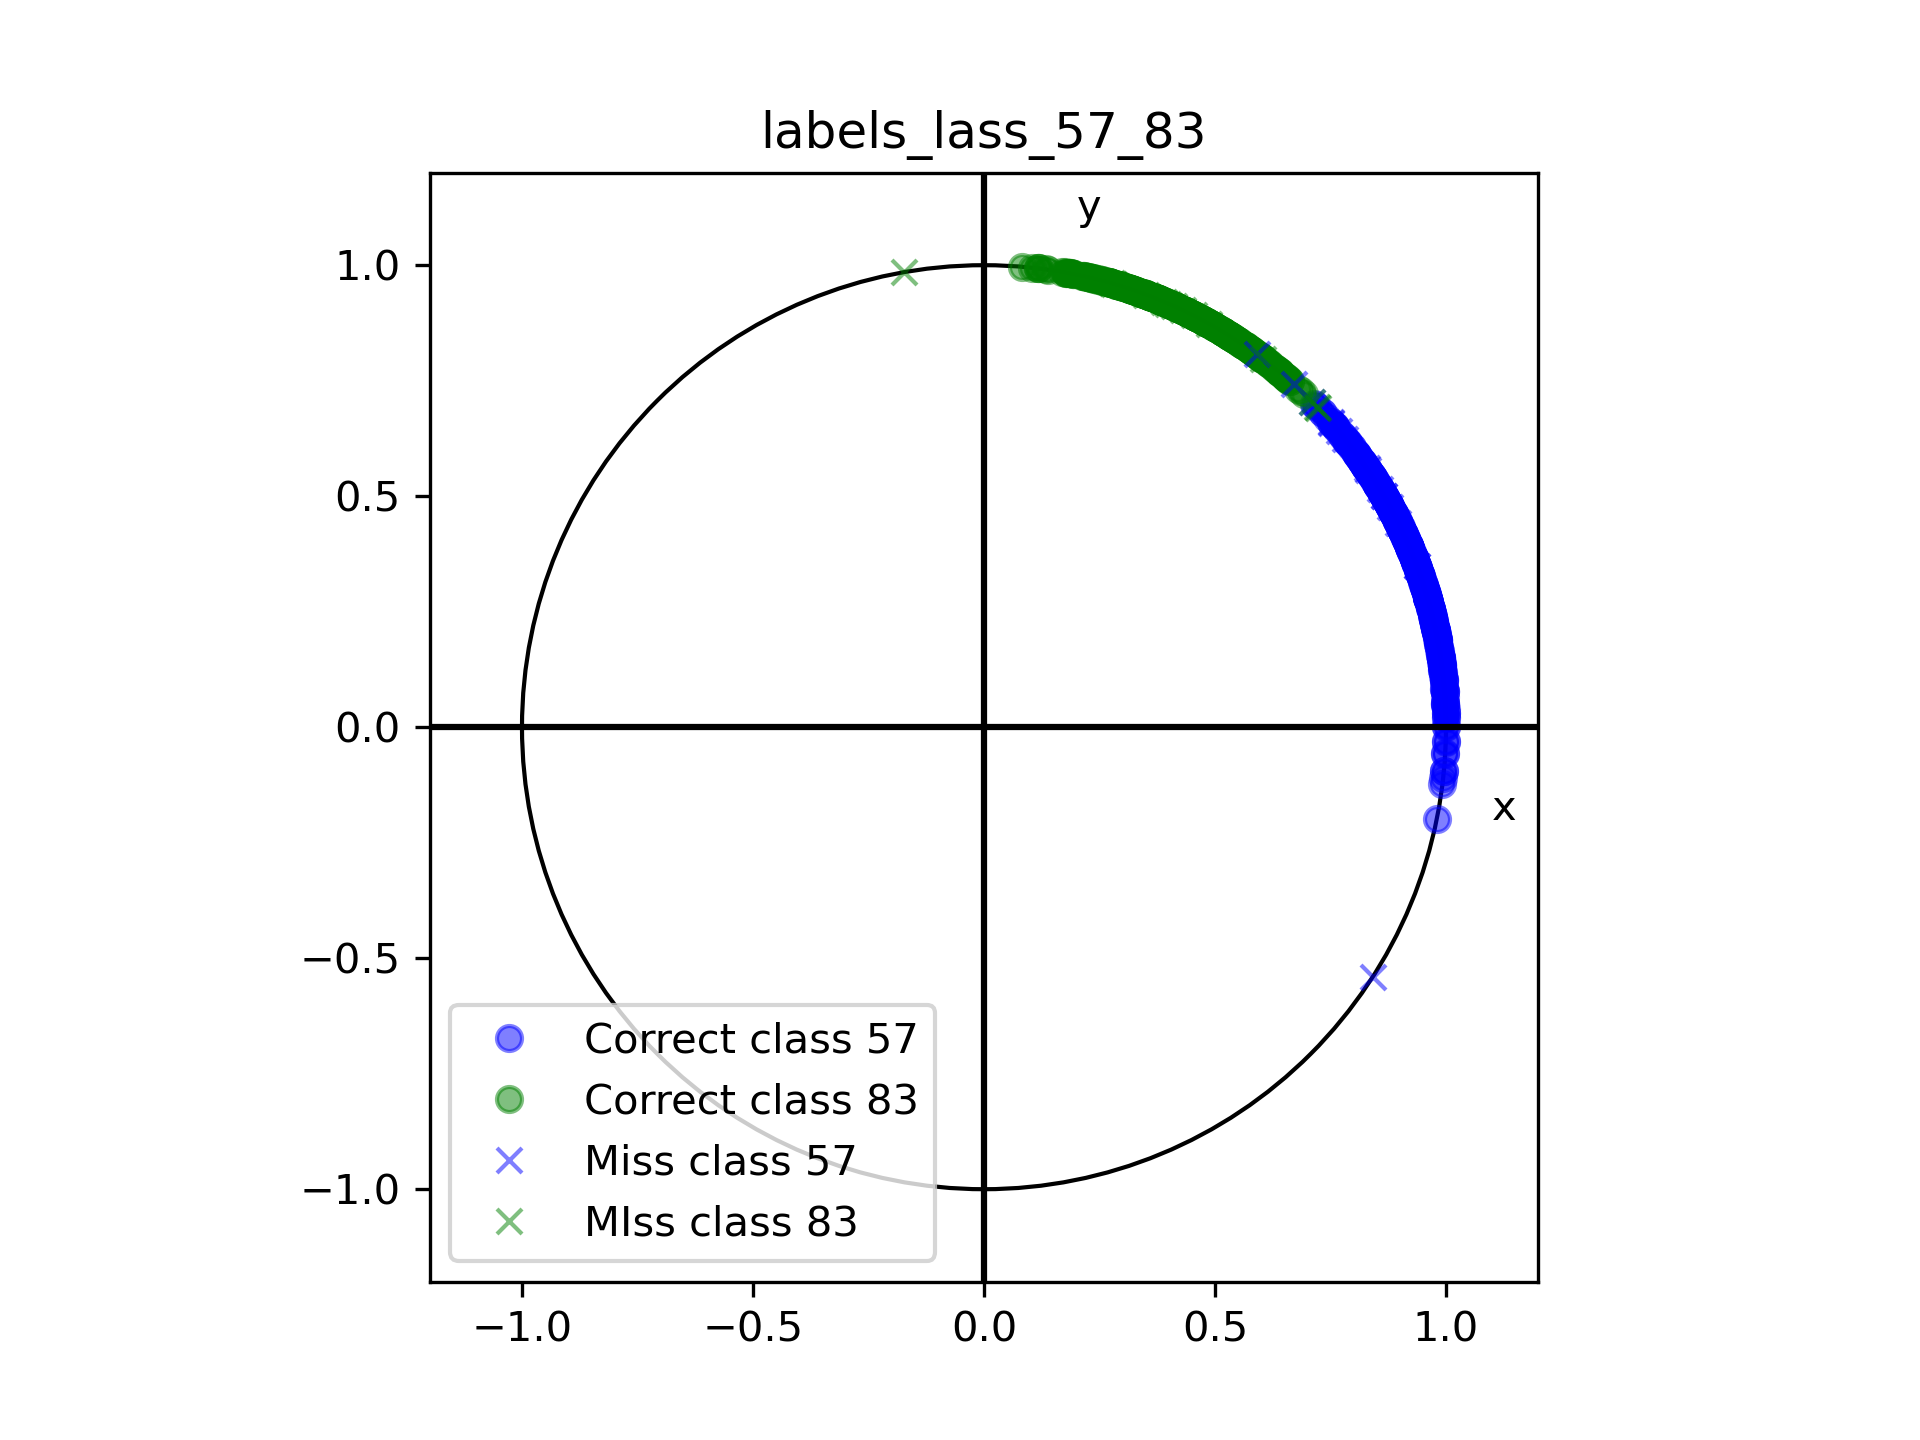 labels_lass_57_83
y
1.0
0.5
0.0
−0.5
−1.0
x
Correct class 57
Correct class 83
Miss class 57
MIss class 83
−1.0 −0.5 0.0 0.5 1.0